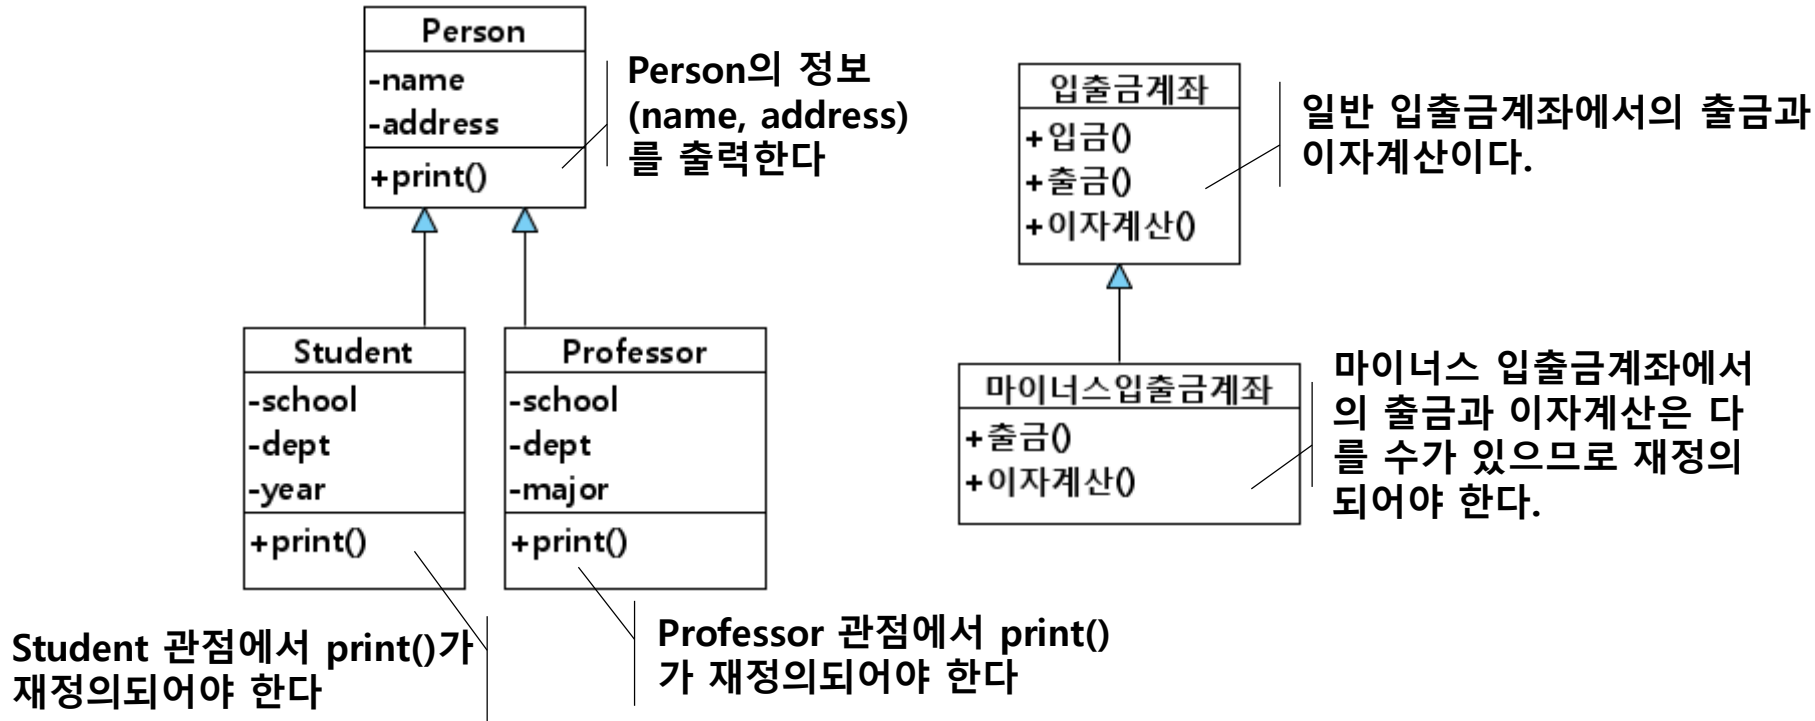 Person
-name
-address
+print()
Person의 정보
(name, address)
를 출력한다
Student
-school
-dept
-year
+print()
Professor
-school
-dept
-major
+print()
Student 관점에서 print()가
재정의되어야 한다
Professor 관점에서 print()
가 재정의되어야 한다
입출금계좌
+입금()
+출금()
+이자계산()
일반 입출금계좌에서의 출금과
이자계산이다.
마이너스입출금계좌
+출금()
+이자계산()
마이너스 입출금계좌에서
의 출금과 이자계산은 다
를 수가 있으므로 재정의
되어야 한다.